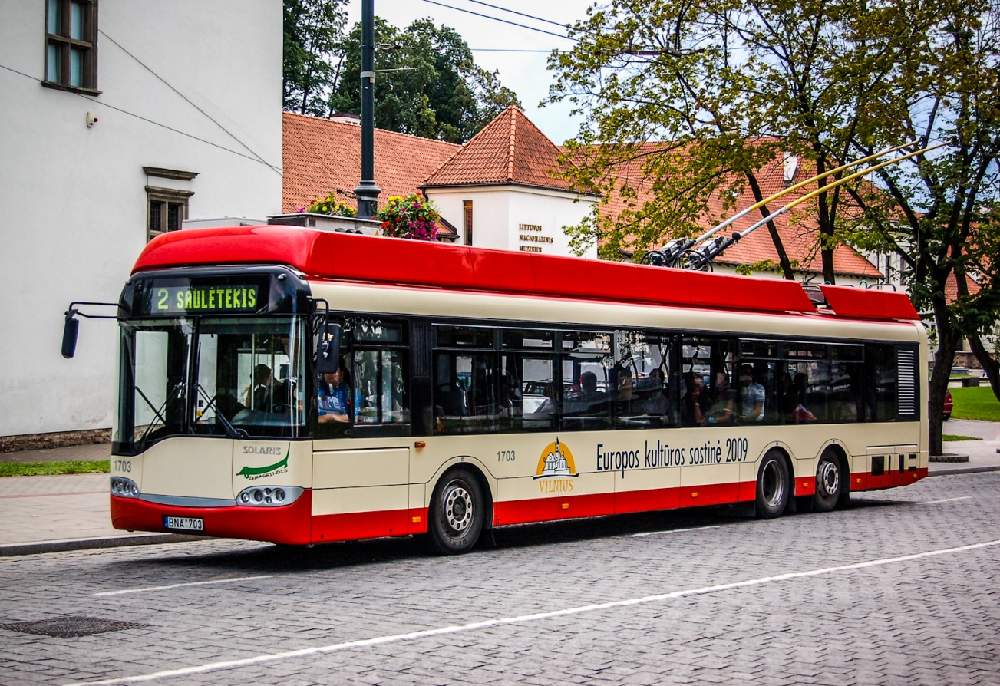 LIETUVOS
NACIONALINIS
MUZIEJUS
2 SAULĖTEKIS
1703
SOLARIS
BNA 703
1703
VILNIUS
Europos kultūros sostinė 2009